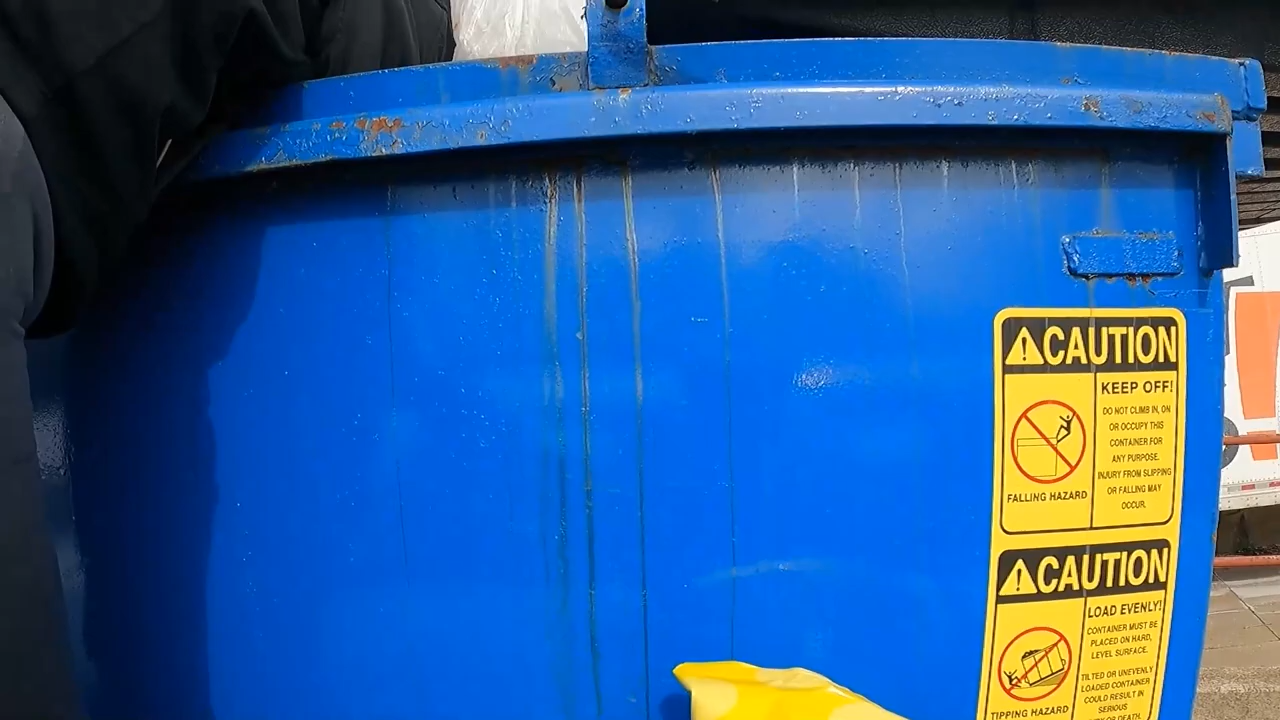 CAUTION
KEEP OFF!
DO NOT CLIMB IN, ON
OR OCCUPY THIS
CONTAINER FOR
ANY PURPOSE.
INJURY FROM SLIPPING
OR FALLING MAY
OCCUR.
FALLING HAZARD
CAUTION
LOAD EVENLY!
CONTAINER MUST BE
PLACED ON HARD,
LEVEL SURFACE.
TILTED OR UNEVENLY
LOADED CONTAINER
COULD RESULT IN
SERIOUS
OR DEATH.
TIPPING HAZARD